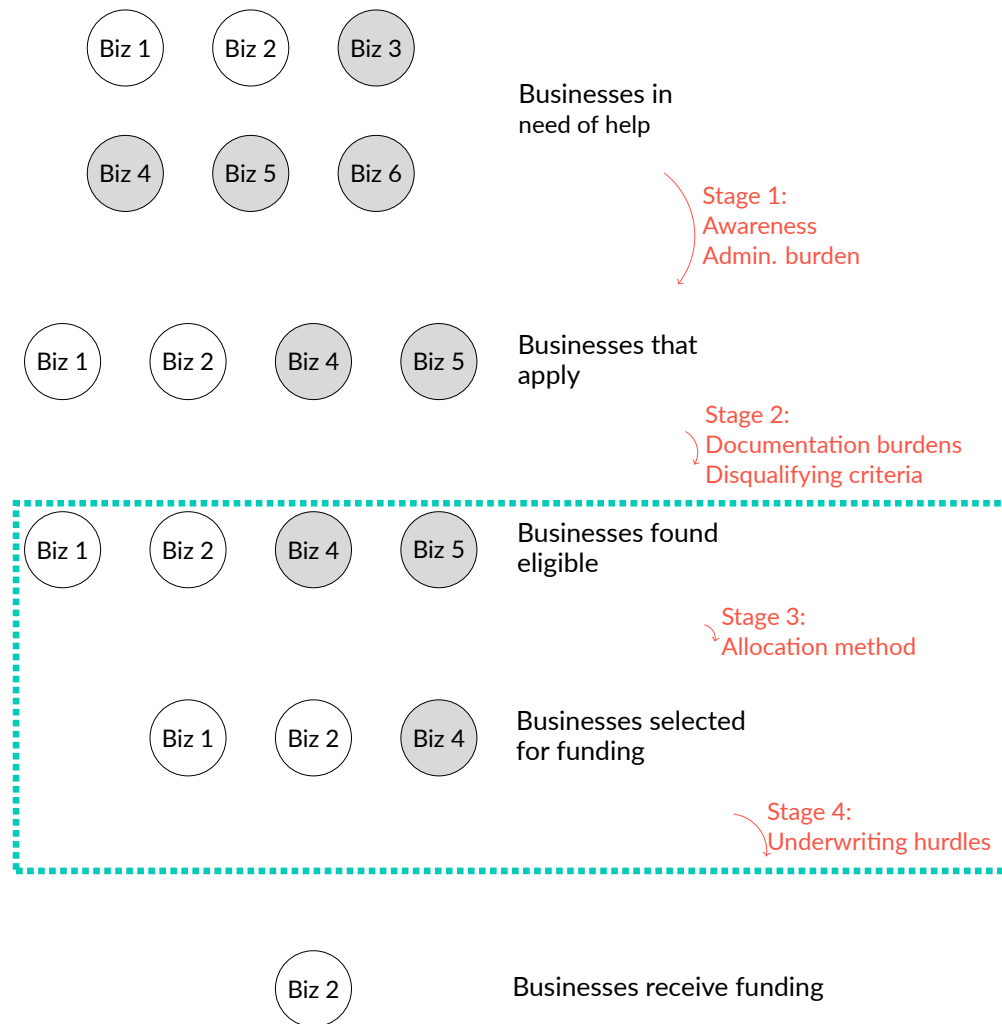 Biz 1
Biz 2
Biz 3
Businesses in
need of help
Biz 4
Biz 5
Biz 6
Stage 1:
Awareness
Admin. burden
Biz 1
Biz 2
Biz 4
Biz 5
Businesses that
apply
Stage 2:
Documentation burdens
Disqualifying criteria
Biz 1
Biz 2
Biz 4
Biz 5
Businesses found
eligible
Stage 3:
Allocation method
Biz 1
Biz 2
Biz 4
Businesses selected
for funding
Stage 4:
Underwriting hurdles
Biz 2
Businesses receive funding